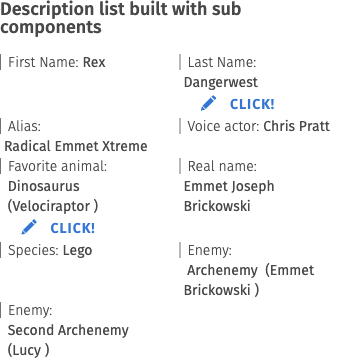 Description list built with sub
components
First Name: Rex
Last Name:
Dangerwest
CLICK!
Alias:
Radical Emmet Xtreme
Voice actor: Chris Pratt
Favorite animal:
Dinosaurus
(Velociraptor )
CLICK!
Real name:
Emmet Joseph
Brickowski
Species: Lego
Enemy:
Archenemy (Emmet
Brickowski )
Enemy:
Second Archenemy
(Lucy )